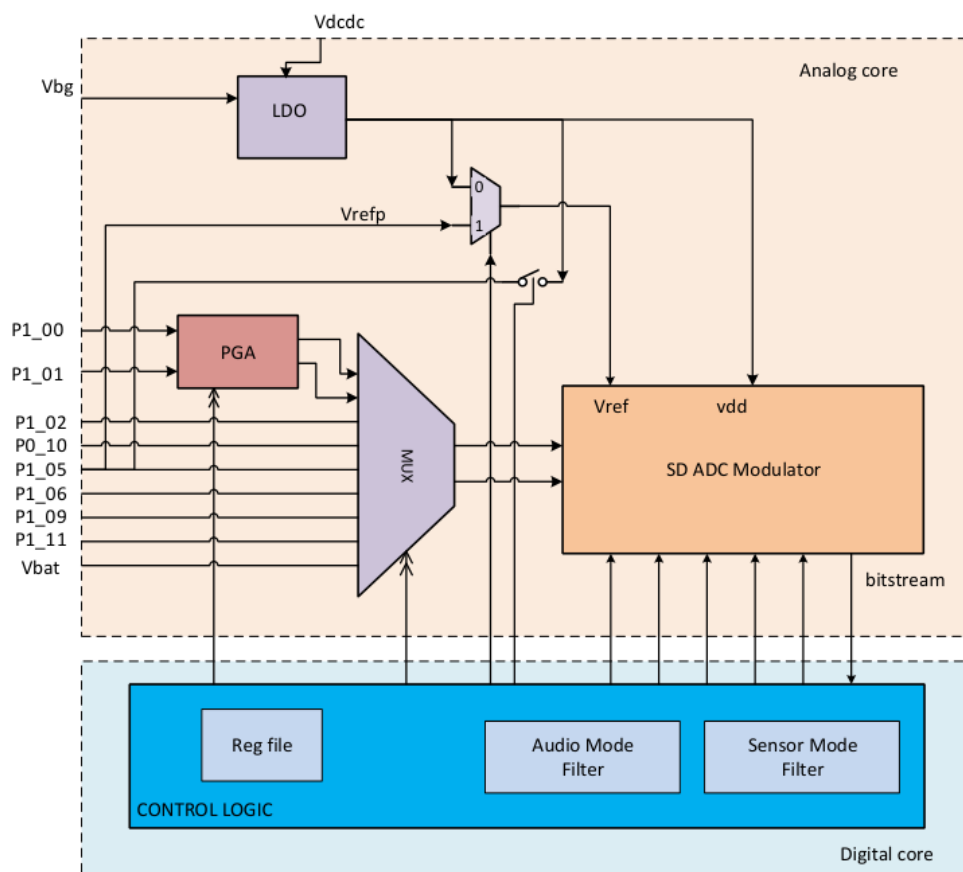 Vdcdc
Analog core
Vbg
LDO
0
Vrefp
1
P1_00
PGA
P1_01
Vref
vdd
P1_02
P0_10
MUX
SD ADC Modulator
P1_05
P1_06
P1_09
P1_11
Vbat
bitstream
Reg file
Audio Mode
Filter
Sensor Mode
Filter
CONTROL LOGIC
Digital core